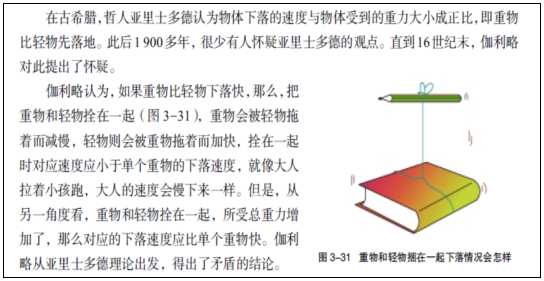 在古希腊，哲人亚里士多德认为物体下落的速度与物体受到的重力大小成正比，即重物
比轻物先落地。此后1 900多年，很少有人怀疑亚里士多德的观点。直到16世纪末，伽利略
对此提出了怀疑。
伽利略认为，如果重物比轻物下落快，那么，把
重物和轻物拴在一起（图3-31），重物会被轻物拖
着而减慢，轻物则会被重物拖着而加快，拴在一起
时对应速度应小于单个重物的下落速度，就像大人
拉着小孩跑，大人的速度会慢下来一样。但是，从
另一角度看，重物和轻物拴在一起，所受总重力增
加了，那么对应的下落速度应比单个重物快。伽利
略从亚里士多德理论出发，得出了矛盾的结论。
图 3-31 重物和轻物捆在一起下落情况会怎样